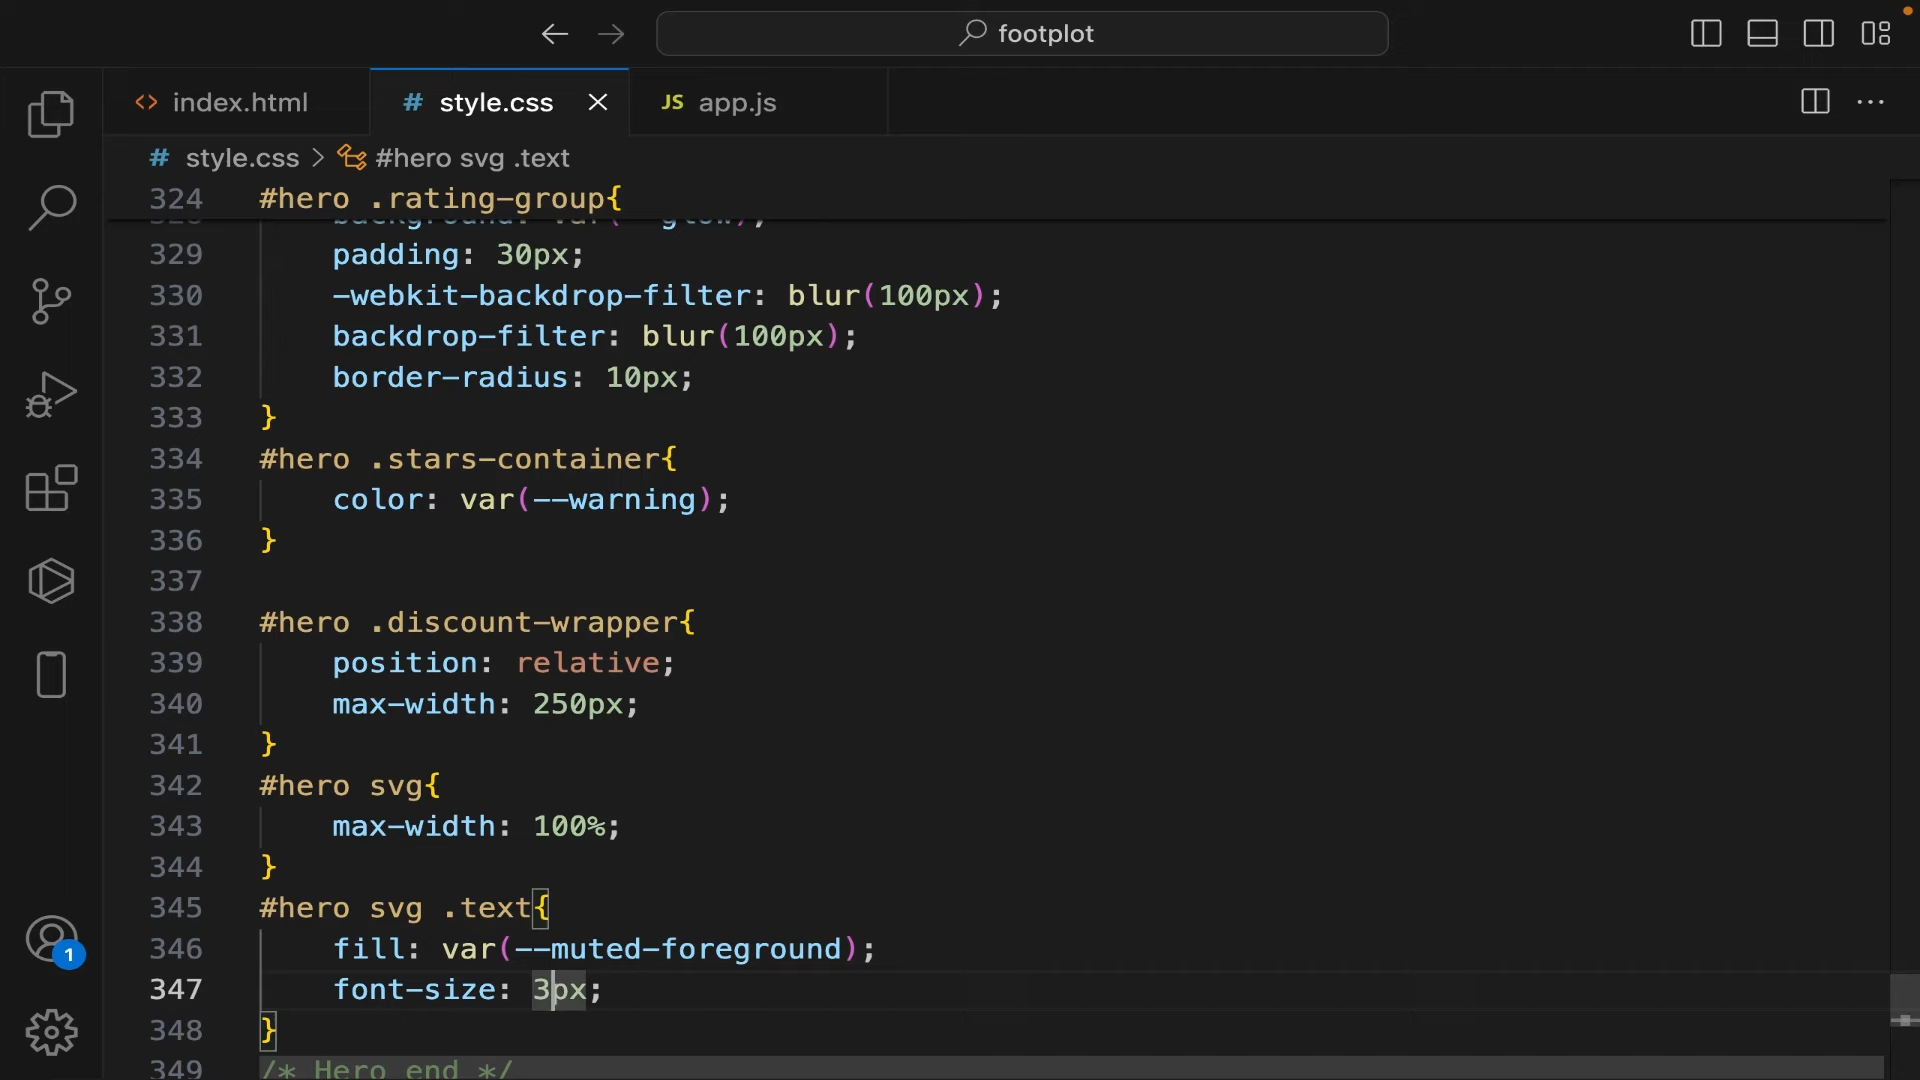 footplot
<> index.html
# style.css
JS app.js
# style.css > #hero svg .text
324 #hero .rating-group{
328 background: var(--glow);
329 padding: 30px;
330 -webkit-backdrop-filter: blur(100px);
331 backdrop-filter: blur(100px);
332 border-radius: 10px;
333 }
334 #hero .stars-container{
335 color: var(--warning);
336 }
337
338 #hero .discount-wrapper{
339 position: relative;
340 max-width: 250px;
341 }
342 #hero svg{
343 max-width: 100%;
344 }
345 #hero svg .text{
346 fill: var(--muted-foreground);
347 font-size: 3px;
348 }
349 /* Hero end */
1